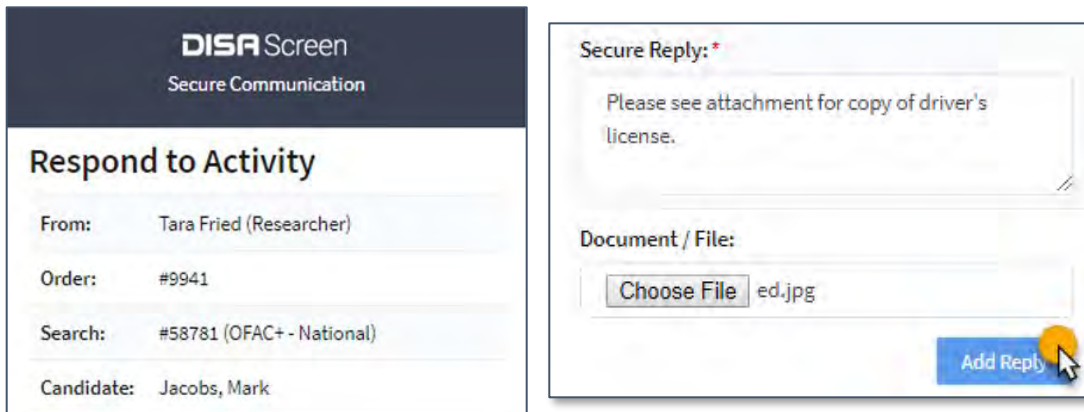 DISA Screen
Secure Communication
Respond to Activity
From: Tara Fried (Researcher)
Order: #9941
Search: #58781 (OFAC+ - National)
Candidate: Jacobs, Mark
Secure Reply: *
Please see attachment for copy of driver's
license.
Document / File:
Choose File ed.jpg
Add Reply